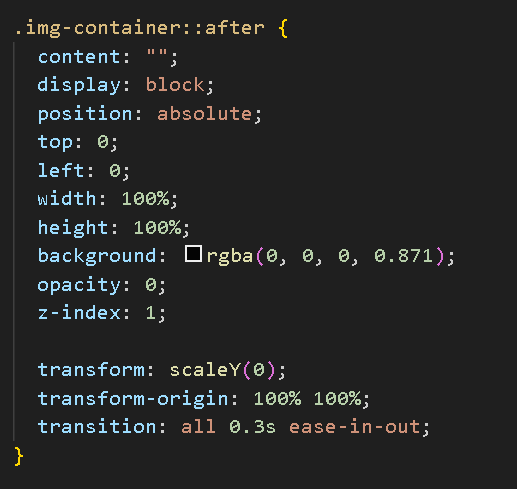 .img-container::after {
  content: "";
  display: block;
  position: absolute;
  top: 0;
  left: 0;
  width: 100%;
  height: 100%;
  background: rgba(0, 0, 0, 0.871);
  opacity: 0;
  z-index: 1;

  transform: scaleY(0);
  transform-origin: 100% 100%;
  transition: all 0.3s ease-in-out;
}